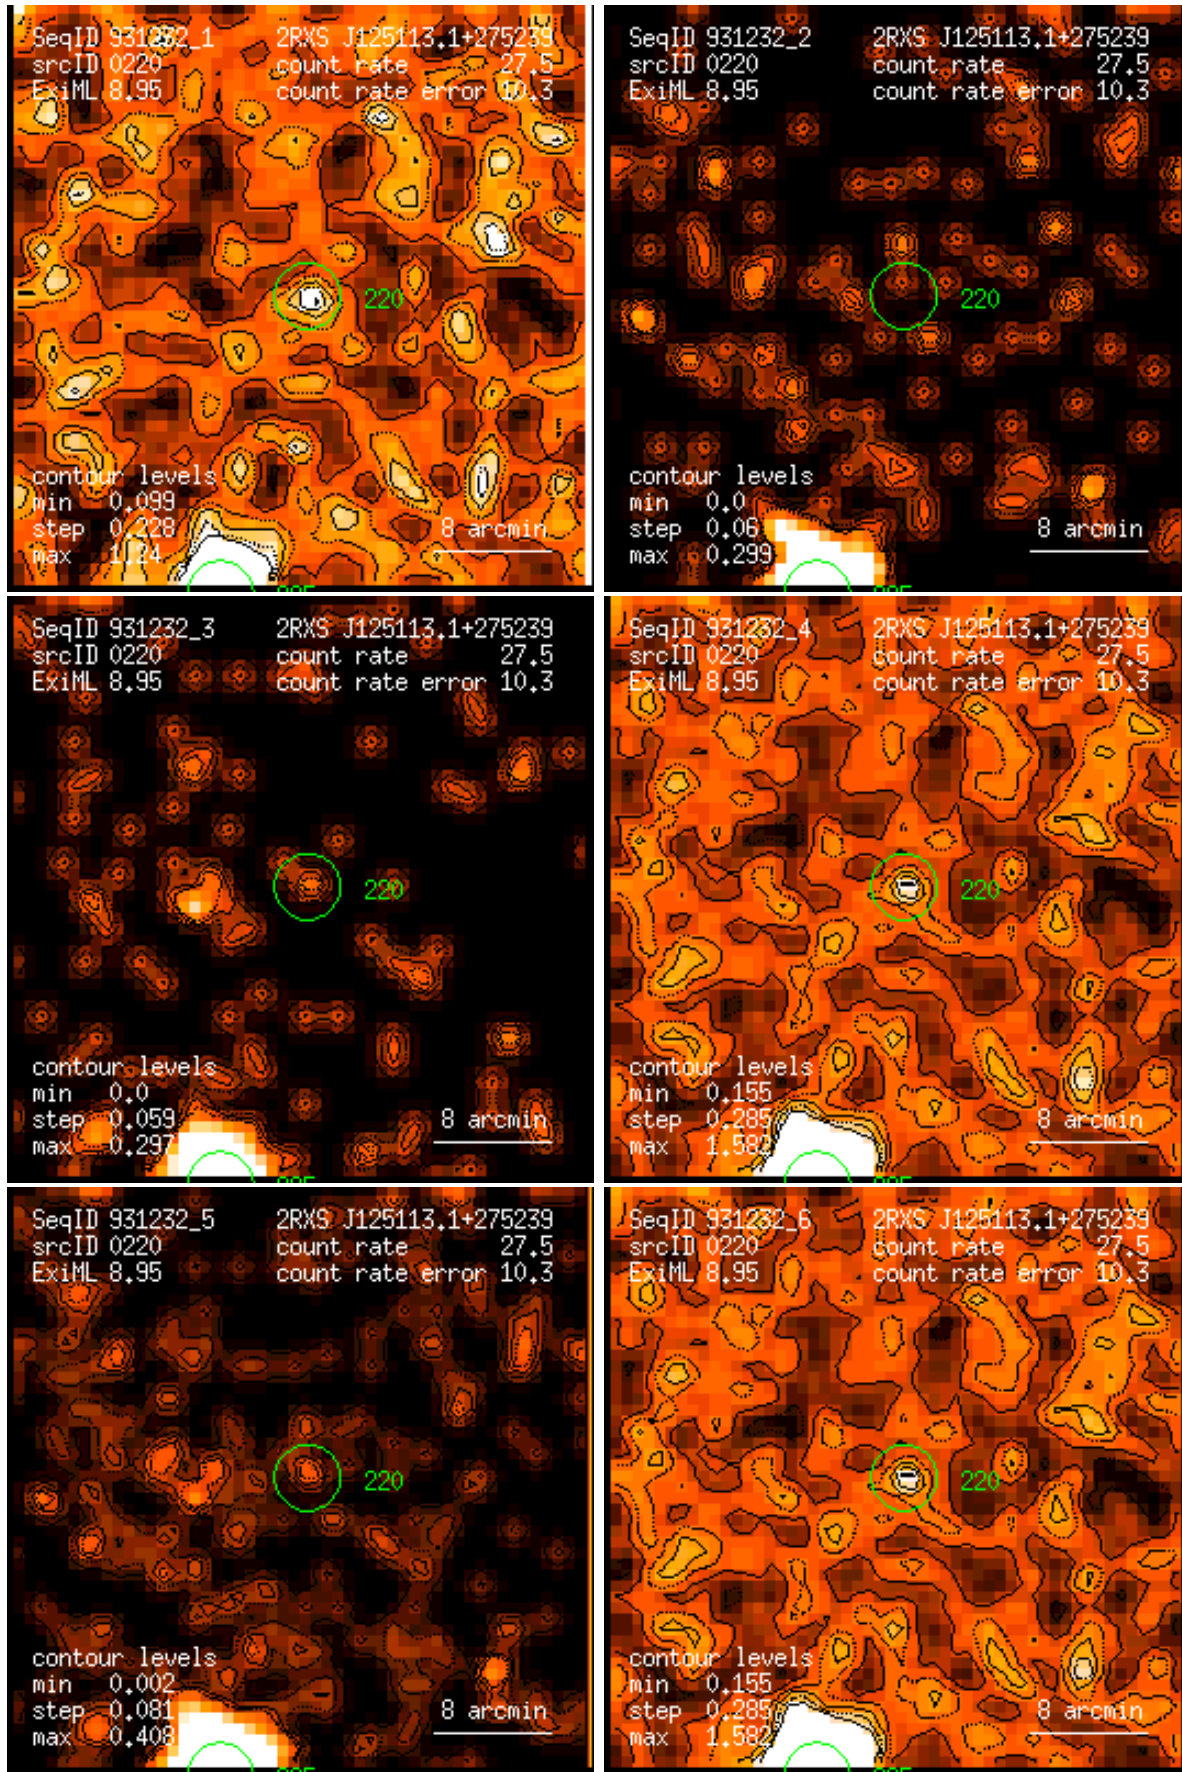 SeqID 931232_1 2RXS J125113.1+275239
srcID 0220 count rate 27.5
ExiML 8.95 count rate error 10.3
220
contour levels
min 0.099
step 0.228 8 arcmin
max 1.24
SeqID 931232_2 2RXS J125113.1+275239
srcID 0220 count rate 27.5
ExiML 8.95 count rate error 10.3
220
contour levels
min 0.0
step 0.06 8 arcmin
max 0.299
SeqID 931232_3 2RXS J125113.1+275239
srcID 0220 count rate 27.5
ExiML 8.95 count rate error 10.3
220
contour levels
min 0.0
step 0.059 8 arcmin
max 0.297
SeqID 931232_4 2RXS J125113.1+275239
srcID 0220 count rate 27.5
ExiML 8.95 count rate error 10.3
220
contour levels
min 0.155
step 0.285 8 arcmin
max 1.582
SeqID 931232_5 2RXS J125113.1+275239
srcID 0220 count rate 27.5
ExiML 8.95 count rate error 10.3
220
contour levels
min 0.002
step 0.081 8 arcmin
max 0.408
SeqID 931232_6 2RXS J125113.1+275239
srcID 0220 count rate 27.5
ExiML 8.95 count rate error 10.3
220
contour levels
min 0.155
step 0.285 8 arcmin
max 1.582